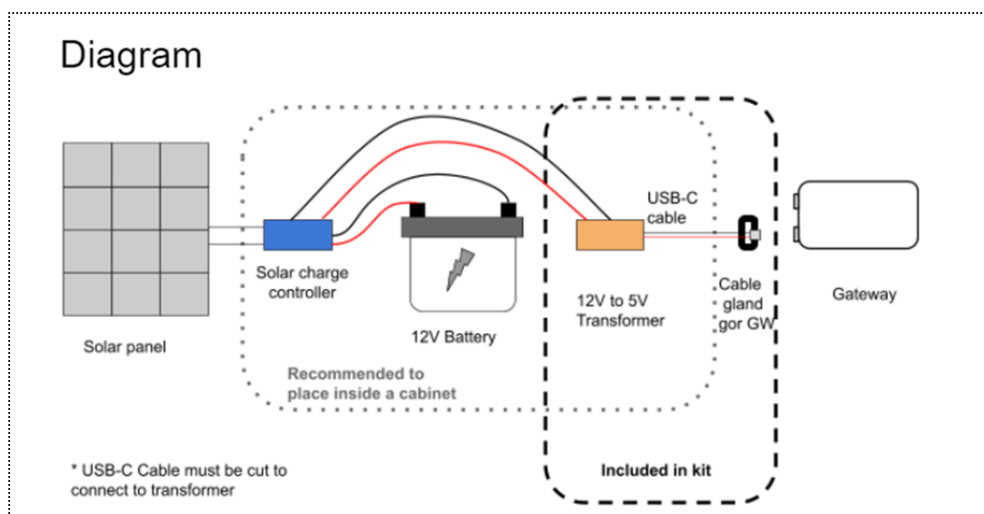 Diagram
USB-C
cable
Solar charge
controller
12V to 5V
Transformer
Cable
gland
gor GW
Gateway
12V Battery
Solar panel
Recommended to
place inside a cabinet
* USB-C Cable must be cut to
connect to transformer
Included in kit